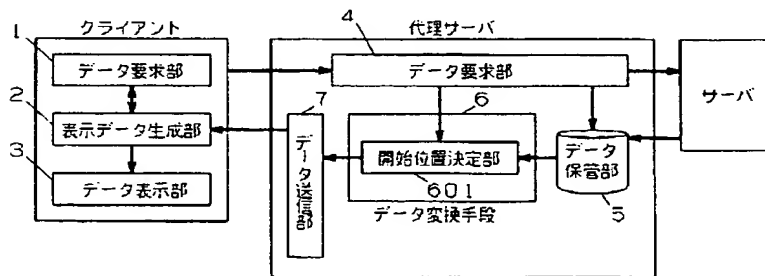 クライアント
代理サーバ
1
データ要求部
4
データ要求部
サーバ
2
表示データ生成部
7
データ送信部
6
開始位置決定部
601
データ変換手段
データ
保管部
5
3
データ表示部